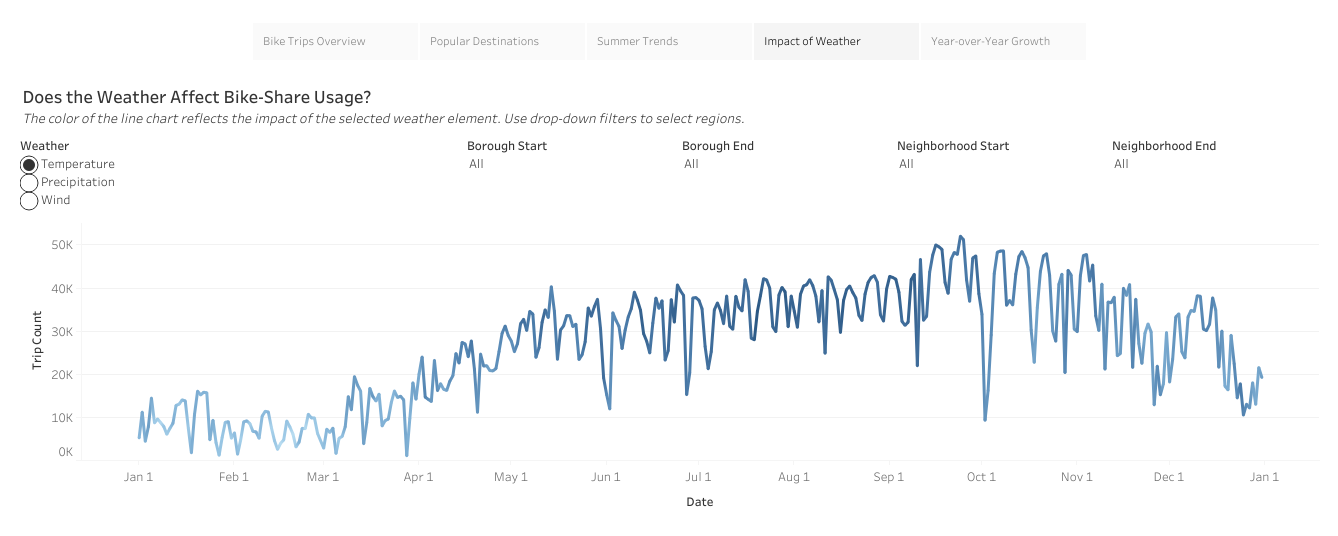 Bike Trips Overview Popular Destinations Summer Trends Impact of Weather Year-over-Year Growth
Does the Weather Affect Bike-Share Usage?
The color of the line chart reflects the impact of the selected weather element. Use drop-down filters to select regions.
Weather Borough Start Borough End Neighborhood Start Neighborhood End
Temperature All All All All
Precipitation
Wind
50K
40K
30K
20K
10K
0K
Trip Count
Jan 1 Feb 1 Mar 1 Apr 1 May 1 Jun 1 Jul 1 Aug 1 Sep 1 Oct 1 Nov 1 Dec 1 Jan 1
Date